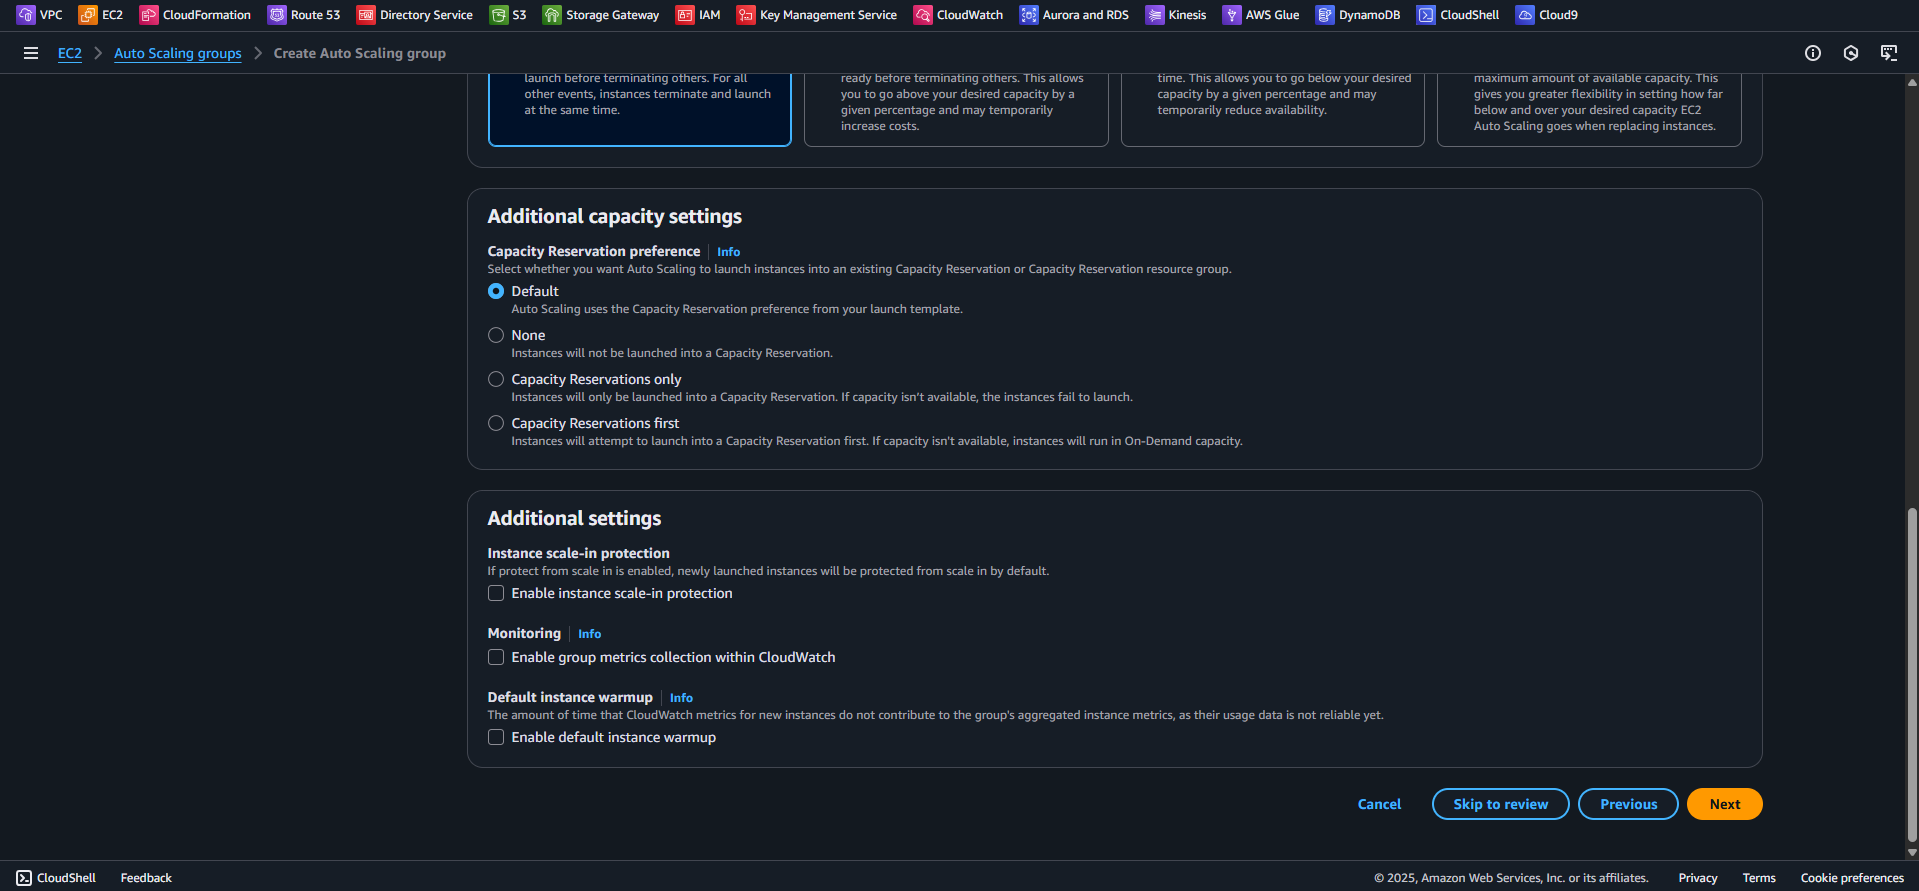 VPC EC2 CloudFormation Route 53 Directory Service S3 Storage Gateway IAM Key Management Service CloudWatch Aurora and RDS Kinesis AWS Glue DynamoDB CloudShell Cloud9
EC2 Auto Scaling groups Create Auto Scaling group
launch before terminating others. For all
other events, instances terminate and launch
at the same time.
ready before terminating others. This allows
you to go above your desired capacity by a
given percentage and may temporarily
increase costs.
time. This allows you to go below your desired
capacity by a given percentage and may
temporarily reduce availability.
maximum amount of available capacity. This
gives you greater flexibility in setting how far
below and over your desired capacity EC2
Auto Scaling goes when replacing instances.
Additional capacity settings
Capacity Reservation preference Info
Select whether you want Auto Scaling to launch instances into an existing Capacity Reservation or Capacity Reservation resource group.
Default
Auto Scaling uses the Capacity Reservation preference from your launch template.
None
Instances will not be launched into a Capacity Reservation.
Capacity Reservations only
Instances will only be launched into a Capacity Reservation. If capacity isn't available, the instances fail to launch.
Capacity Reservations first
Instances will attempt to launch into a Capacity Reservation first. If capacity isn't available, instances will run in On-Demand capacity.
Additional settings
Instance scale-in protection
If protect from scale in is enabled, newly launched instances will be protected from scale in by default.
Enable instance scale-in protection
Monitoring Info
Enable group metrics collection within CloudWatch
Default instance warmup Info
The amount of time that CloudWatch metrics for new instances do not contribute to the group's aggregated instance metrics, as their usage data is not reliable yet.
Enable default instance warmup
Cancel Skip to review Previous Next
CloudShell Feedback © 2025, Amazon Web Services, Inc. or its affiliates. Privacy Terms Cookie preferences